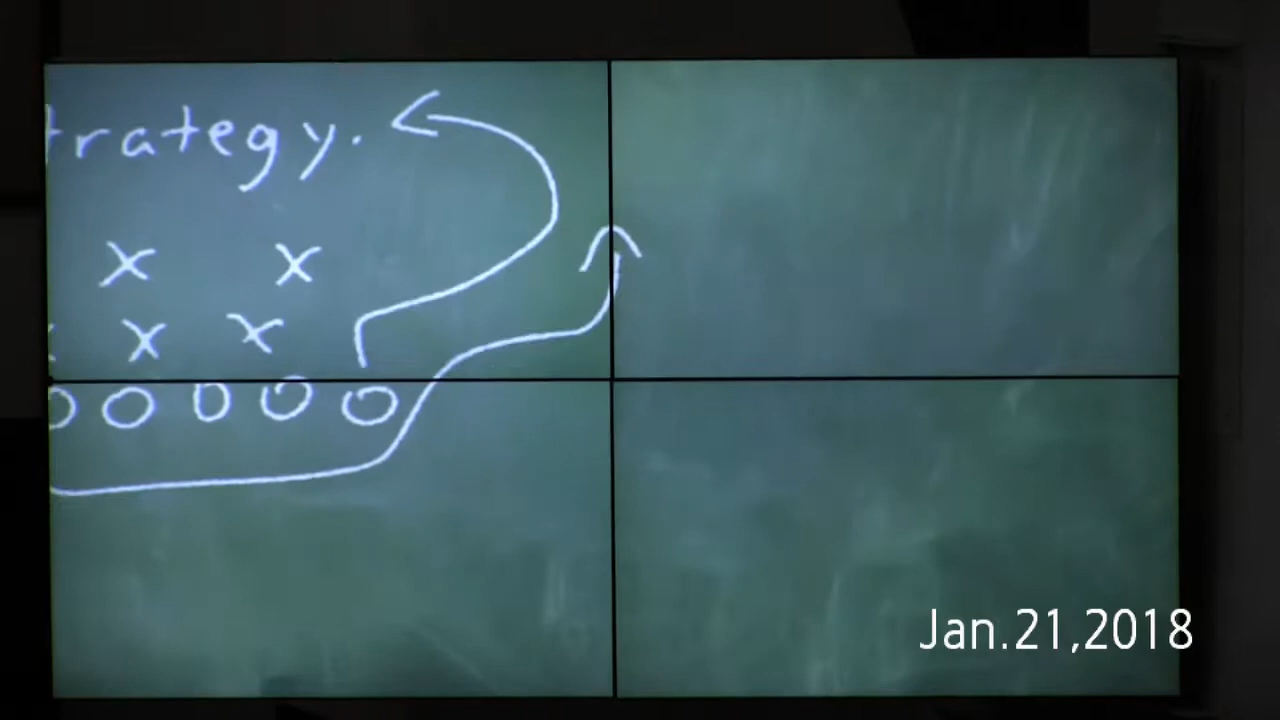 trategy.
x x
x x
O O O O O
Jan.21,2018